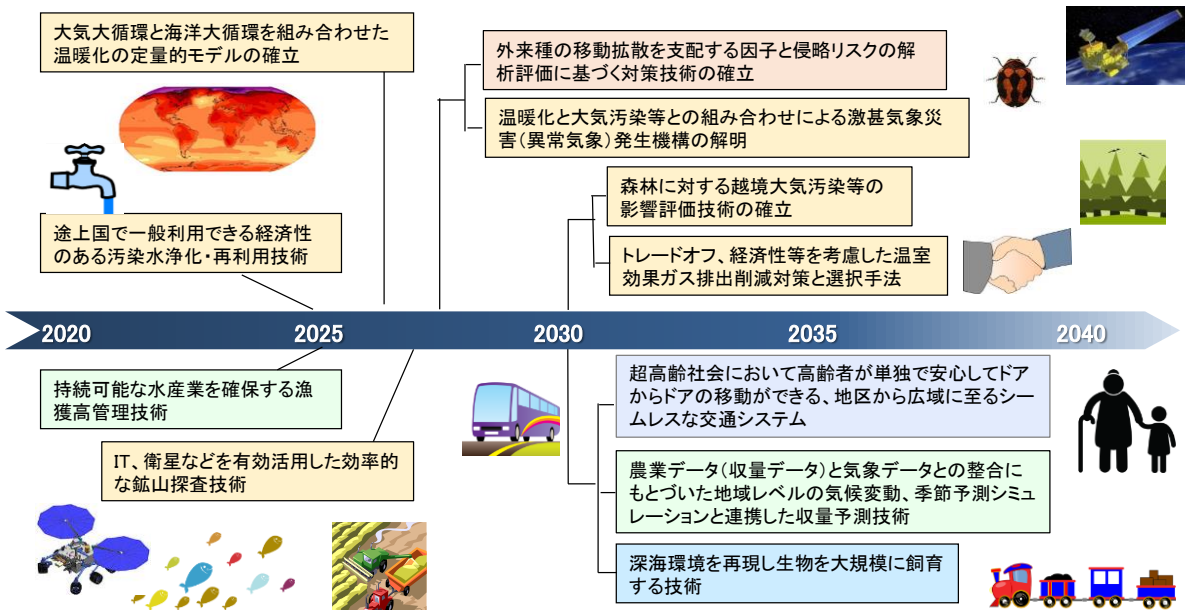 大気大循環と海洋大循環を組み合わせた
温暖化の定量的モデルの確立
外来種の移動拡散を支配する因子と侵略リスクの解
析評価に基づく対策技術の確立
温暖化と大気汚染等との組み合わせによる激甚気象災
害(異常気象)発生機構の解明
森林に対する越境大気汚染等の
影響評価技術の確立
途上国で一般利用できる経済性
のある汚染水浄化・再利用技術
トレードオフ、経済性等を考慮した温室
効果ガス排出削減対策と選択手法
2020 2025 2030 2035 2040
持続可能な水産業を確保する漁
獲高管理技術
IT、衛星などを有効活用した効率的
な鉱山探査技術
超高齢社会において高齢者が単独で安心してドア
からドアの移動ができる、地区から広域に至るシー
ムレスな交通システム
農業データ(収量データ)と気象データとの整合に
もとづいた地域レベルの気候変動、季節予測シミュ
レーションと連携した収量予測技術
深海環境を再現し生物を大規模に飼育
する技術